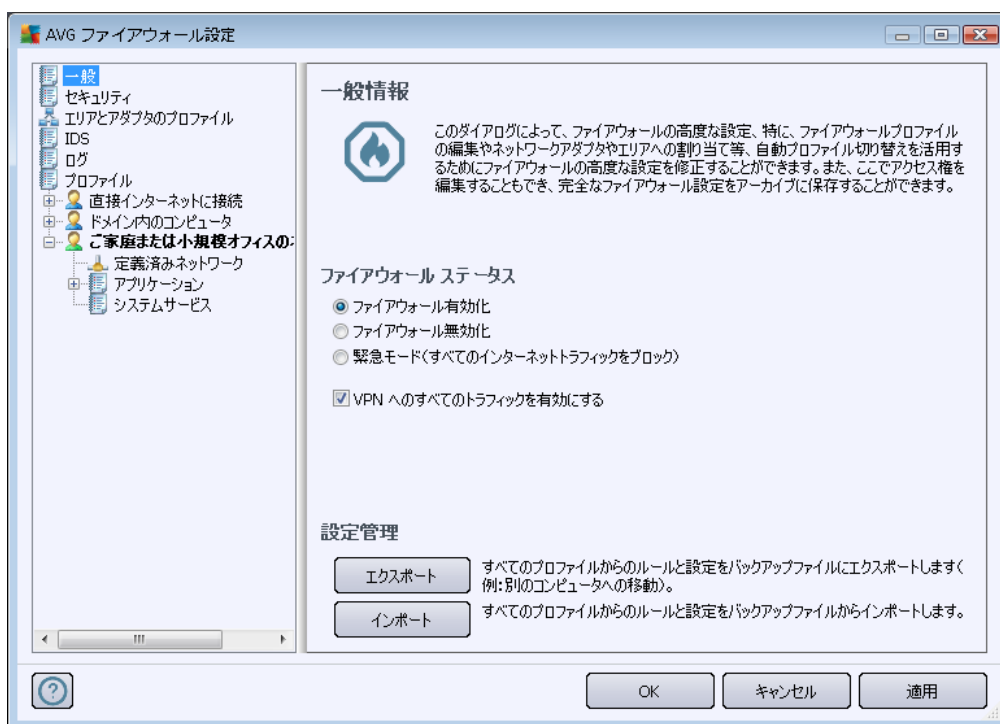 AVG ファイアウォール設定
一般
セキュリティ
エリアとアダプタのプロファイル
IDS
ログ
プロファイル
直接インターネットに接続
ドメイン内のコンピュータ
ご家庭または小規模オフィスの
定義済みネットワーク
アプリケーション
システムサービス
一般情報
このダイアログによって、ファイアウォールの高度な設定、特に、ファイアウォールプロファイル
の編集やネットワークアダプタやエリアへの割り当て等、自動プロファイル切り替えを活用す
るためにファイアウォールの高度な設定を修正することができます。また、ここでアクセス権を
編集することもでき、完全なファイアウォール設定をアーカイブに保存することができます。
ファイアウォール ステータス
ファイアウォール有効化
ファイアウォール無効化
緊急モード(すべてのインターネットトラフィックをブロック)
VPN へのすべてのトラフィックを有効にする
設定管理
エクスポート
すべてのプロファイルからのルールと設定をバックアップファイルにエクスポートします(
例:別のコンピュータへの移動)。
インポート
すべてのプロファイルからのルールと設定をバックアップファイルからインポートします。
?
OK
キャンセル
適用